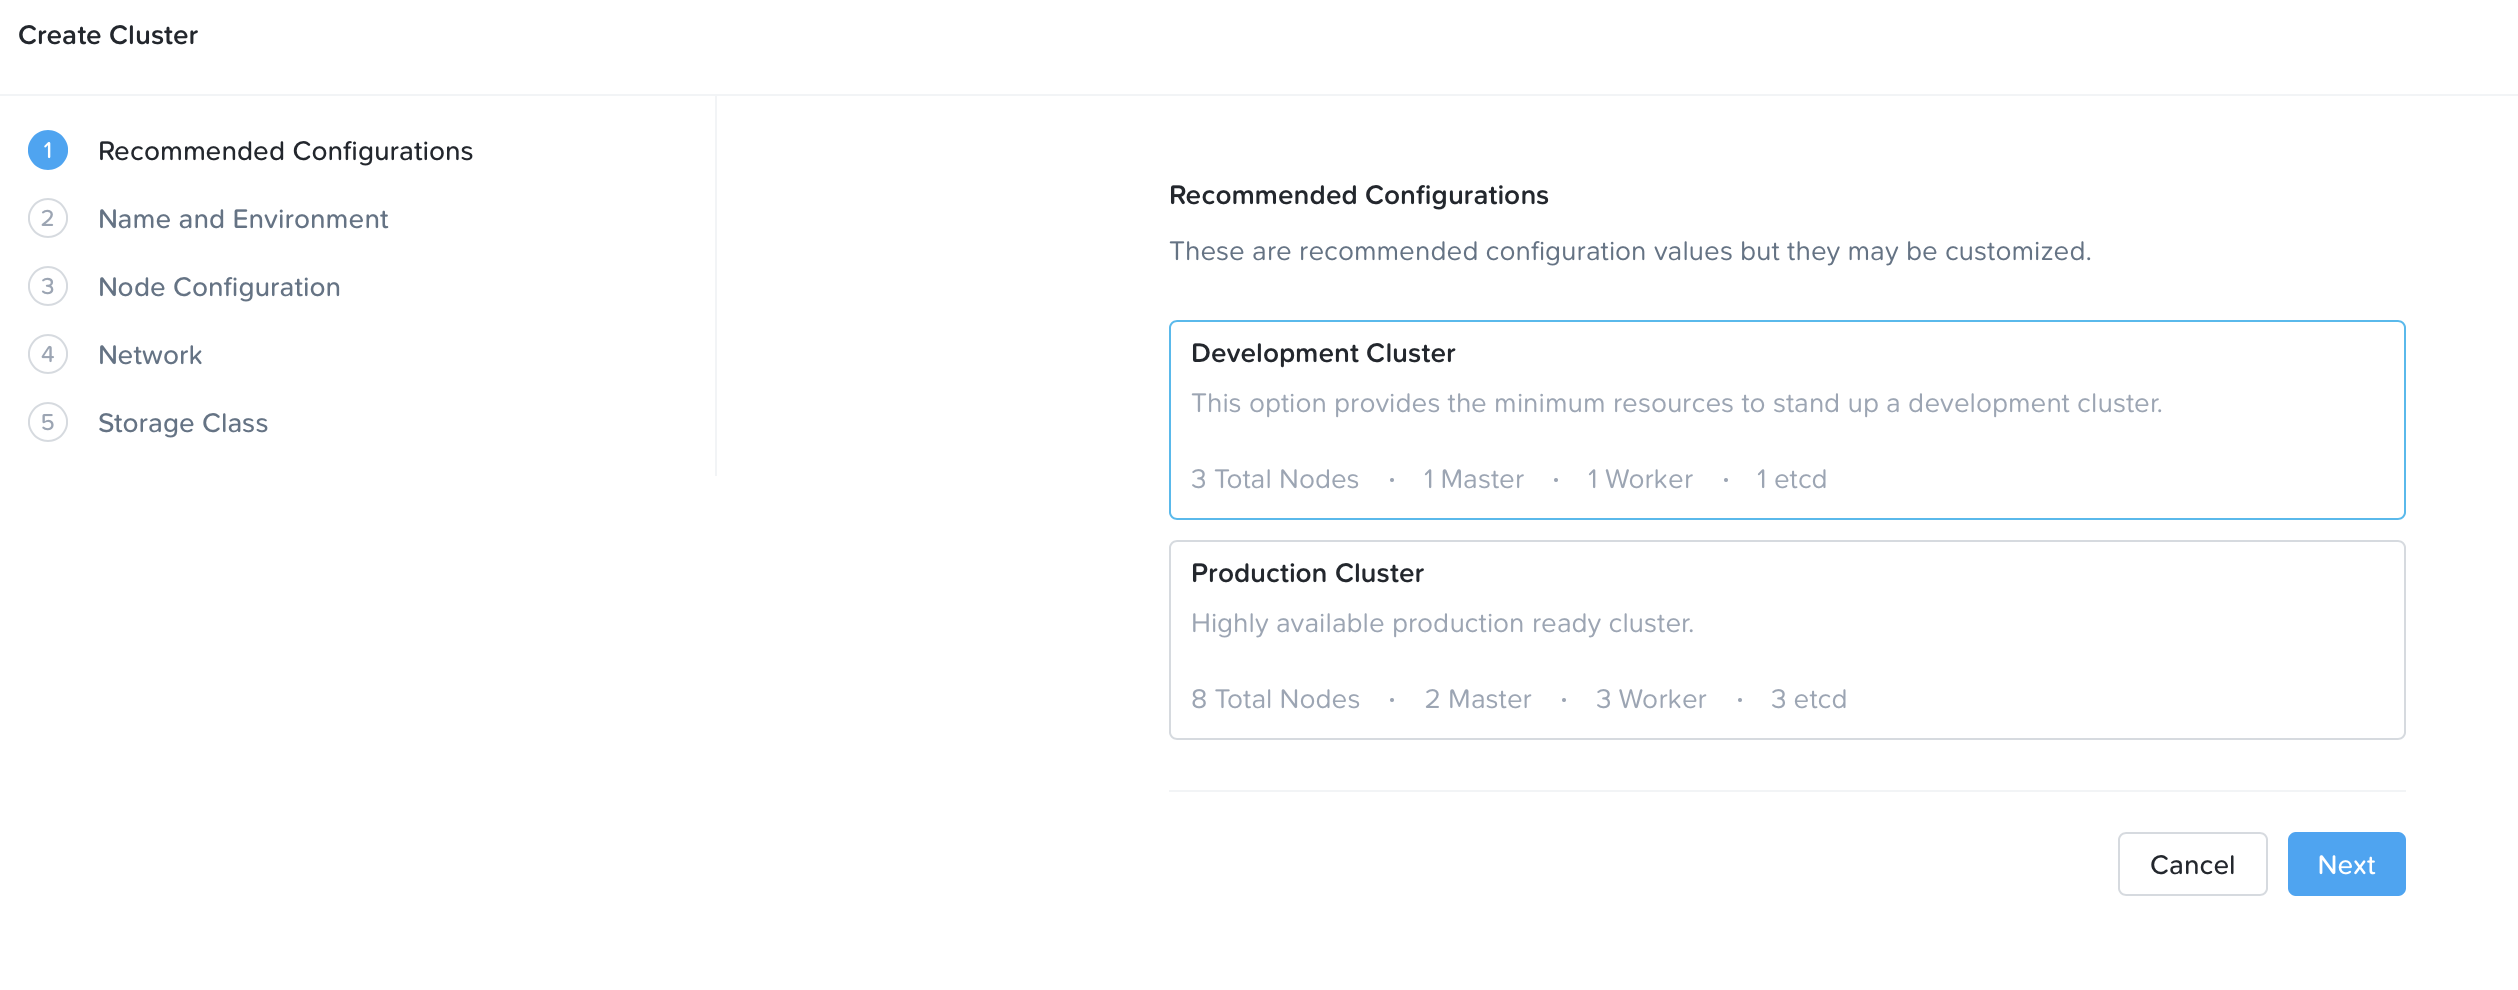 Create Cluster
1 Recommended Configurations
2 Name and Environment
3 Node Configuration
4 Network
5 Storage Class
Recommended Configurations
These are recommended configuration values but they may be customized.
Development Cluster
This option provides the minimum resources to stand up a development cluster.
3 Total Nodes · 1 Master · 1 Worker · 1 etcd
Production Cluster
Highly available production ready cluster.
8 Total Nodes · 2 Master · 3 Worker · 3 etcd
Cancel Next